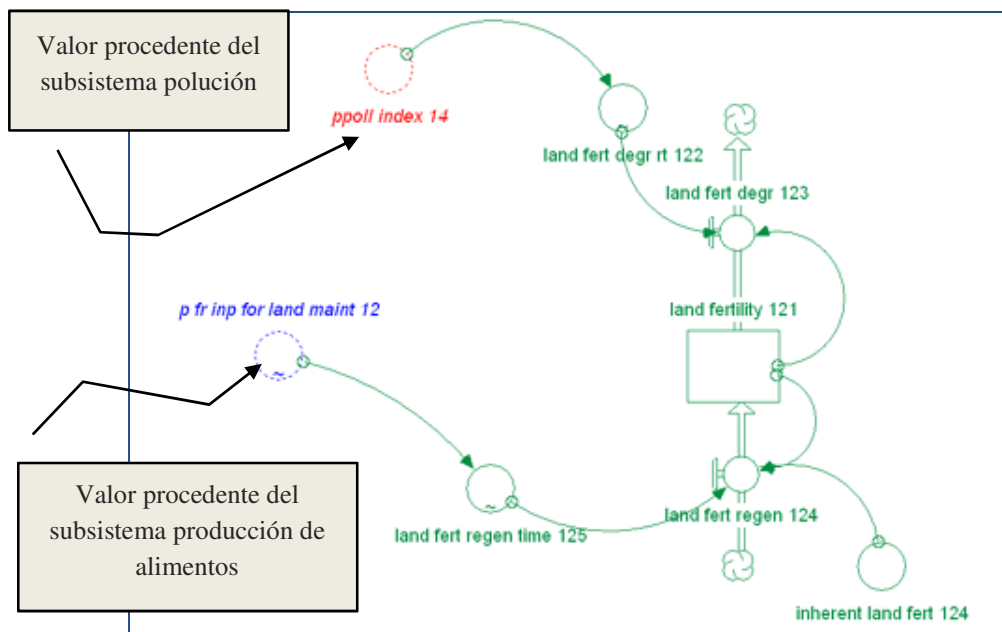 Valor procedente del
subsistema polución
ppoll index 14
land fert degr rt 122
land fert degr 123
p fr inp for land maint 12
land fertility 121
Valor procedente del
subsistema producción de
alimentos
land fert regen time 125
land fert regen 124
inherent land fert 124
~
~